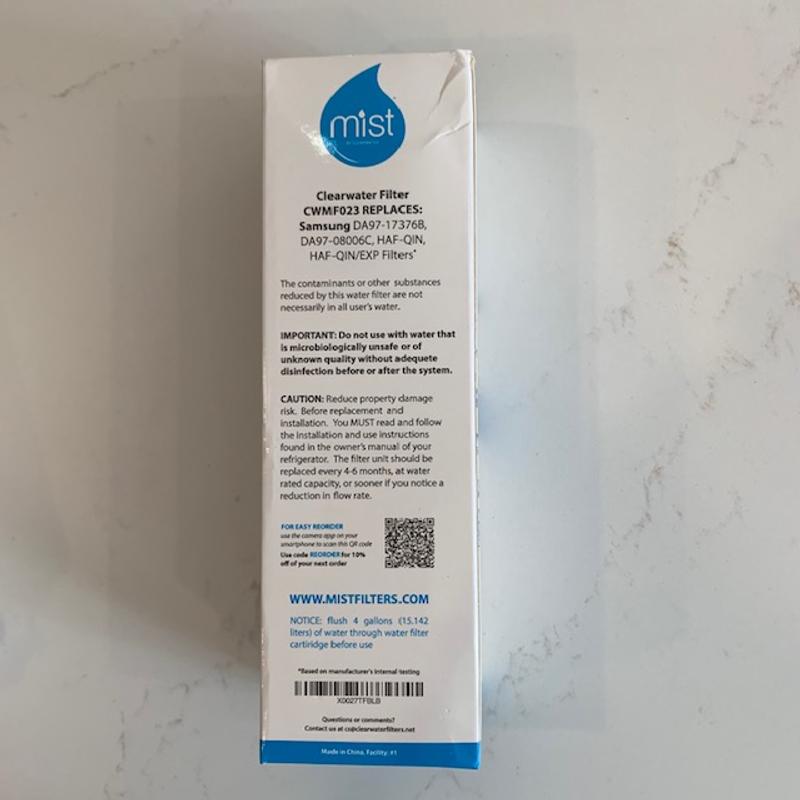 mist
Clearwater Filter
CWMF023 REPLACES:
Samsung DA97-17376B,
DA97-08006C, HAF-QIN,
HAF-QIN/EXP Filters*
The contaminants or other substances
reduced by this water filter are not
necessarily in all user's water.
IMPORTANT: Do not use with water that
is microbiologically unsafe or of
unknown quality without adequete
disinfection before or after the system.
CAUTION: Reduce property damage
risk. Before replacement and
installation. You MUST read and follow
the installation and use instructions
found in the owner's manual of your
refrigerator. The filter unit should be
replaced every 4-6 months, at water
rated capacity, or sooner if you notice a
reduction in flow rate.
FOR EASY REORDER
use the camera app on your
smartphone to scan this QR code
Use code REORDER for 10%
off of your next order
WWW.MISTFILTERS.COM
NOTICE: flush 4 gallons (15.142
liters) of water through water filter
cartiridge before use
*Based on manufacturer's internal testing
X0027TFBLB
Questions or comments?
Contact us at cs@clearwaterfilters.net
Made in China, Facility: #1